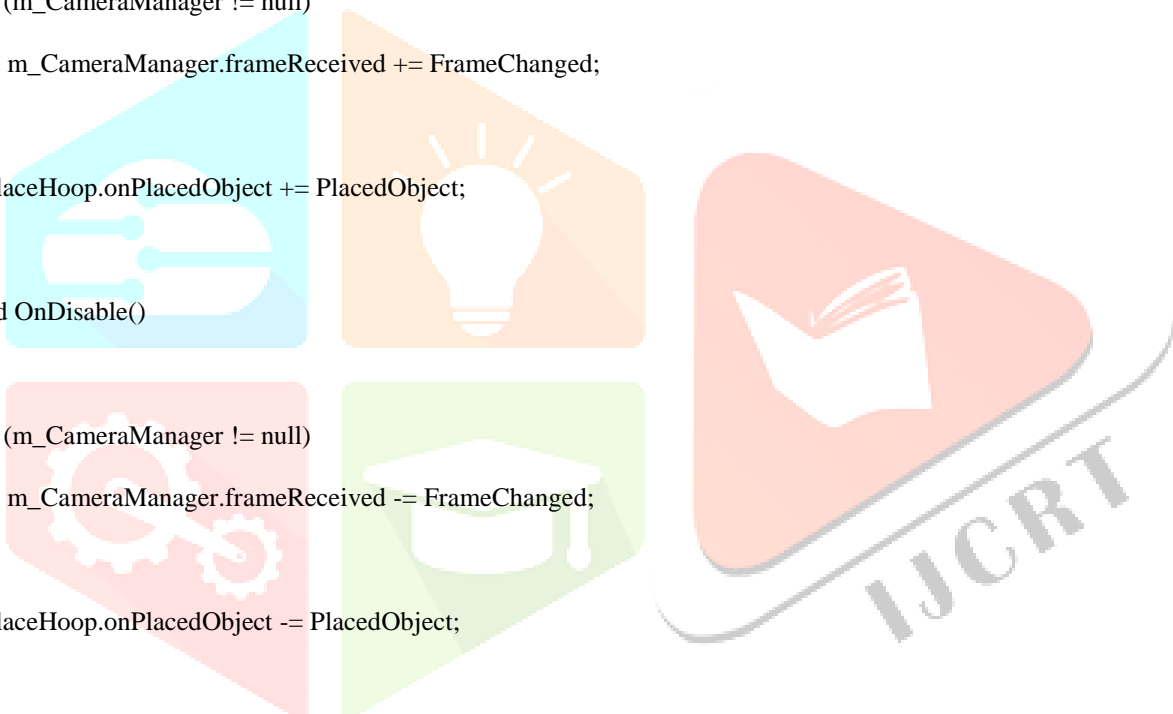 (m_CameraManager != null)
m_CameraManager.frameReceived += FrameChanged;
laceHoop.onPlacedObject += PlacedObject;
d OnDisable()
(m_CameraManager != null)
m_CameraManager.frameReceived -= FrameChanged;
laceHoop.onPlacedObject -= PlacedObject;
IJCRT